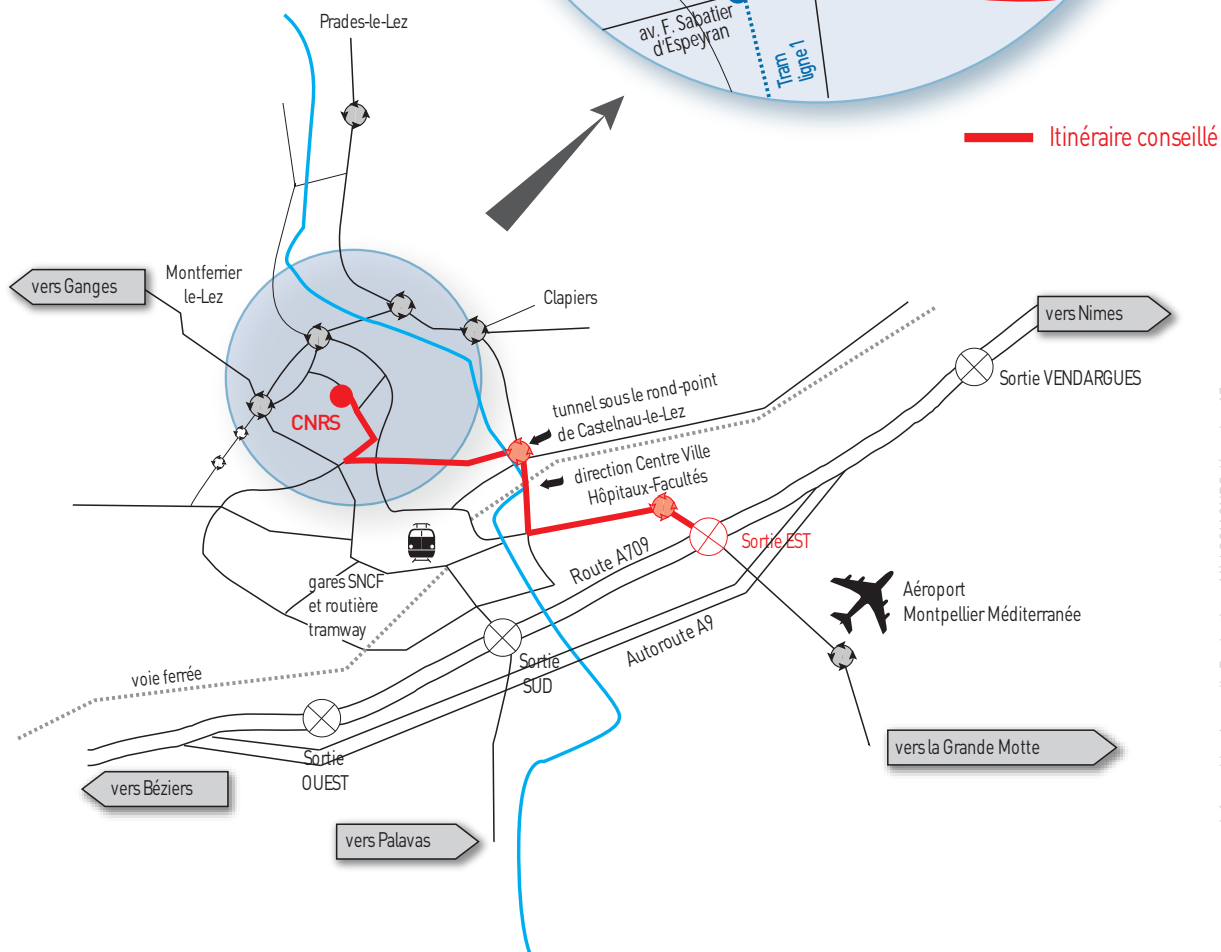 Prades-le-Lez
av. F. Sabatier
d'Espeyran
Tram
ligne 1
Itinéraire conseillé
vers Ganges
Montferrier
le-Lez
Clapiers
vers Nimes
Sortie VENDARGUES
CNRS
tunnel sous le rond-point
de Castelnau-le-Lez
direction Centre Ville
Hôpitaux-Facultés
Sortie EST
Route A709
gares SNCF
et routière
tramway
Aéroport
Montpellier Méditerranée
Autoroute A9
Sortie
SUD
voie ferrée
vers la Grande Motte
Sortie
OUEST
vers Béziers
vers Palavas